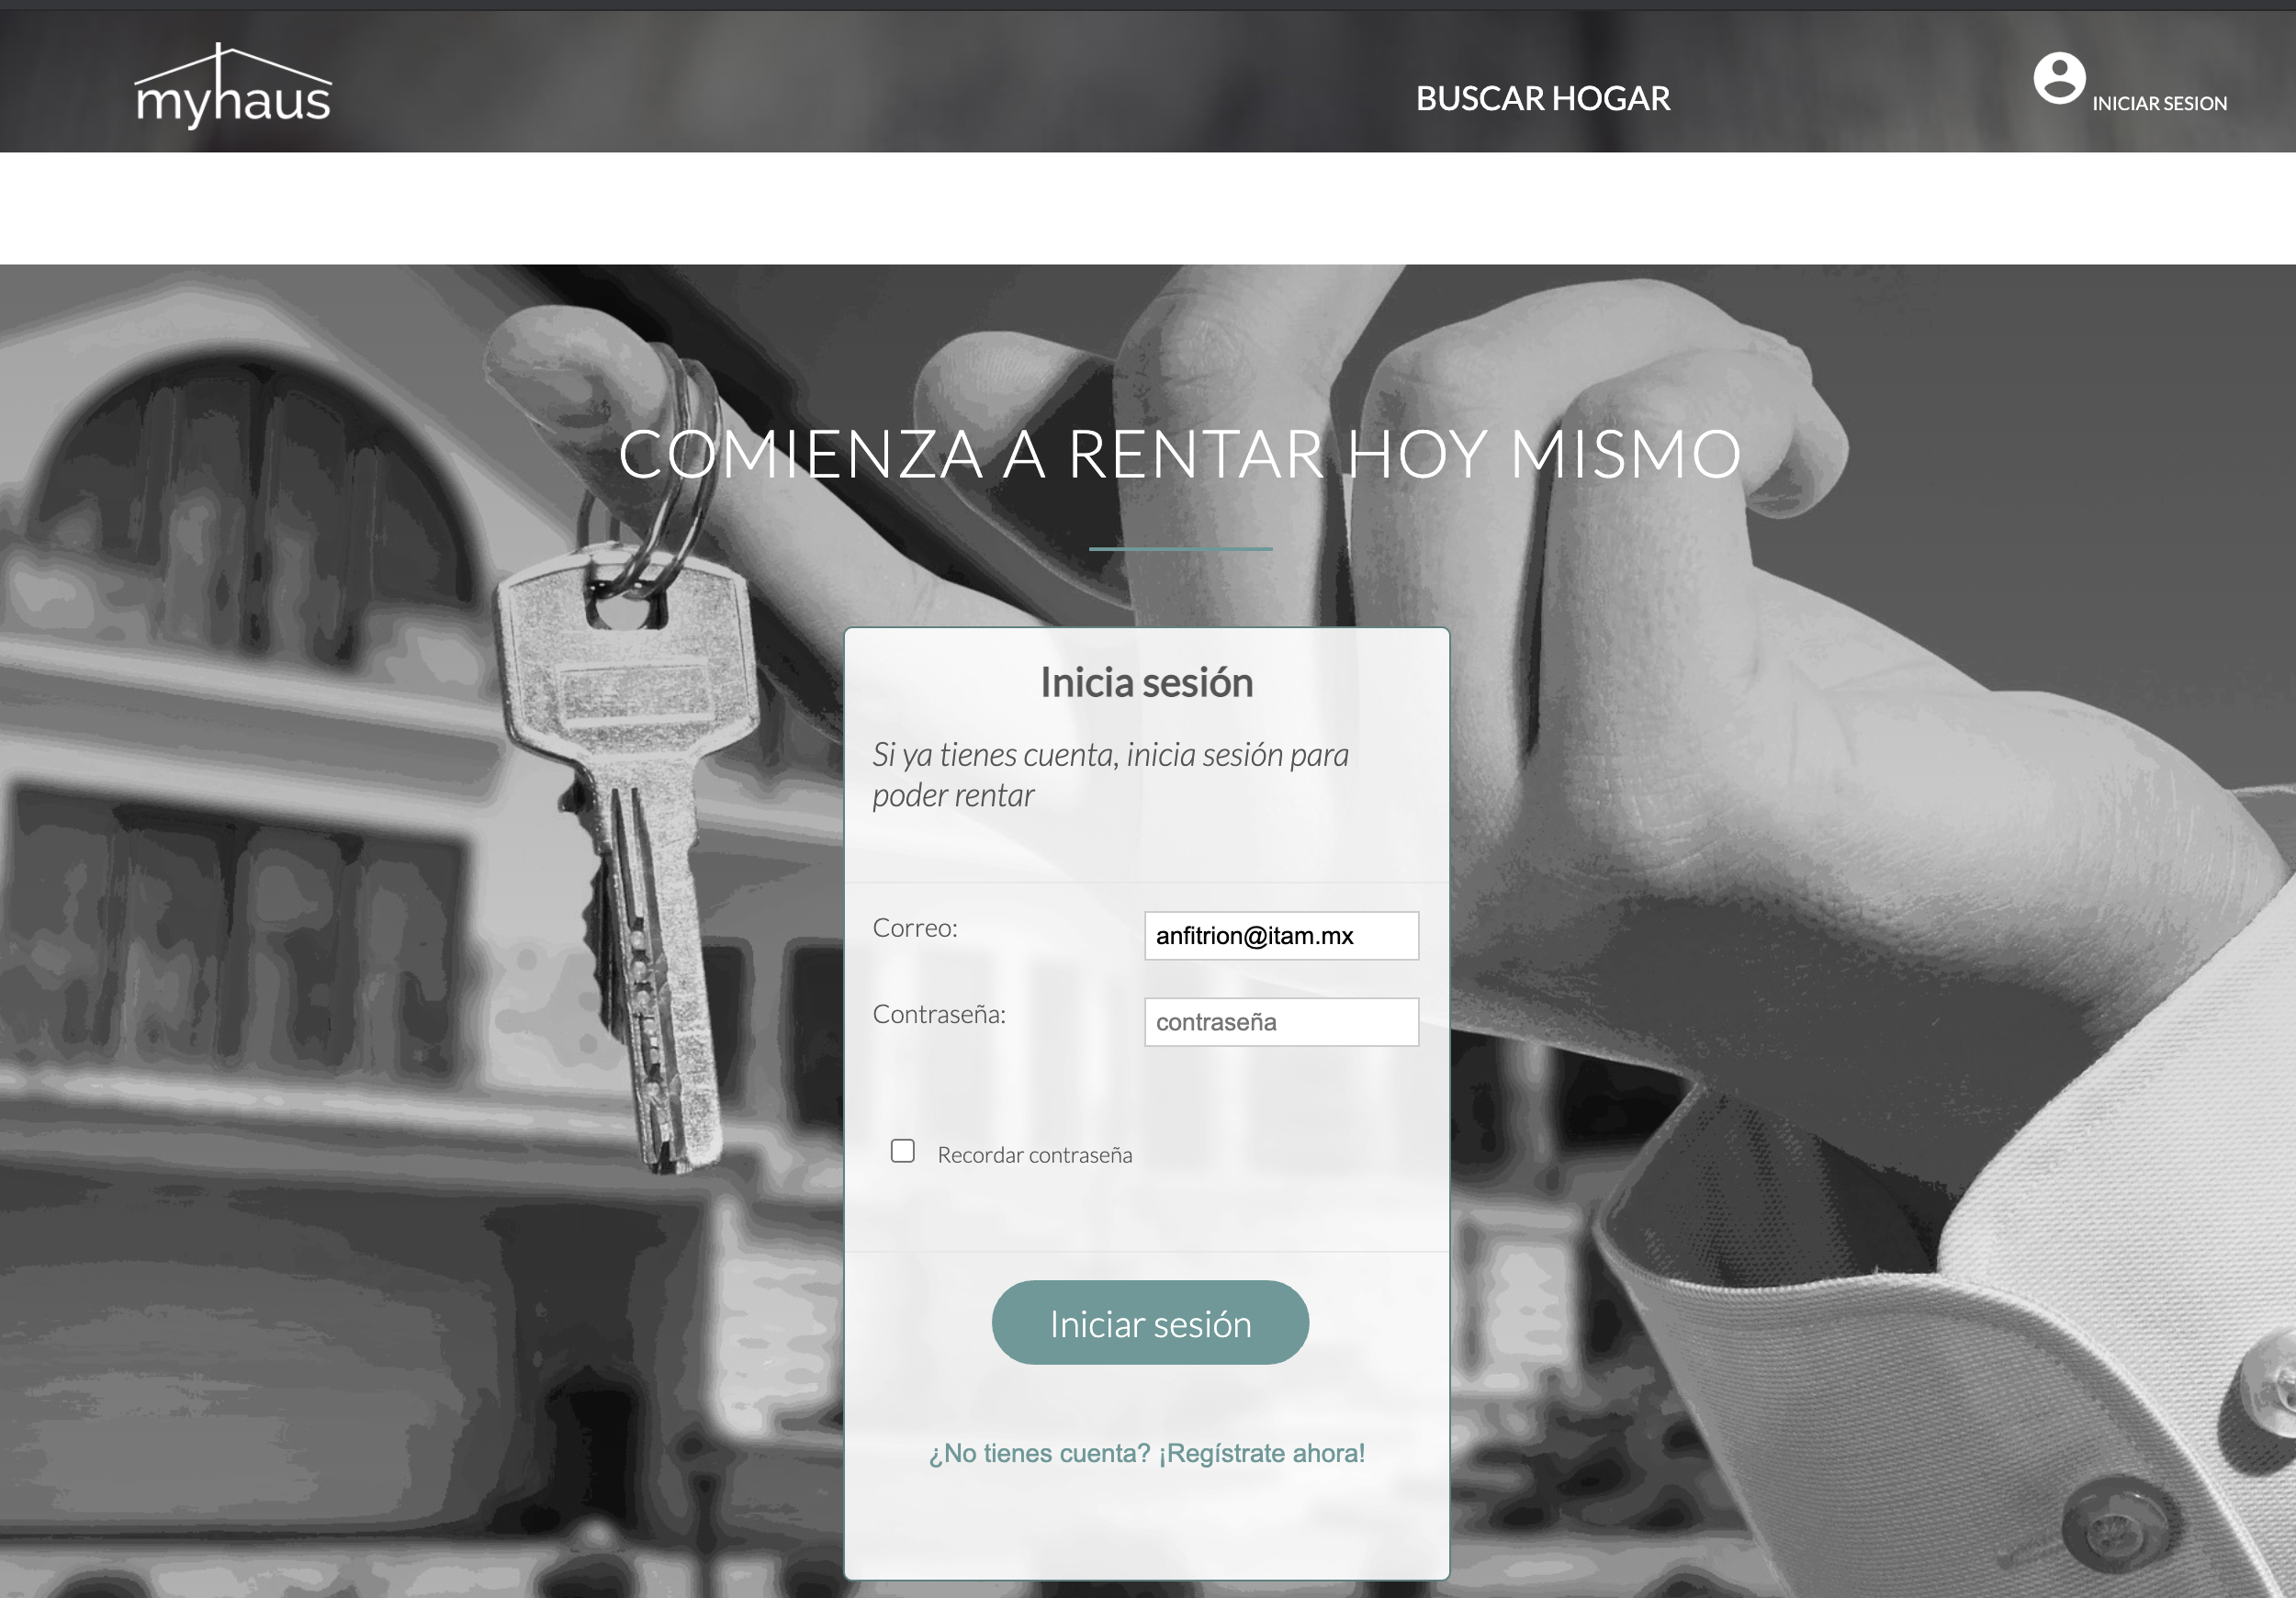 myhaus
BUSCAR HOGAR
INICIAR SESION
COMIENZA A RENTAR HOY MISMO
Inicia sesión
Si ya tienes cuenta, inicia sesión para
poder rentar
Correo: anfitrion@itam.mx
Contraseña: contraseña
Recordar contraseña
Iniciar sesión
¿No tienes cuenta? ¡Regístrate ahora!